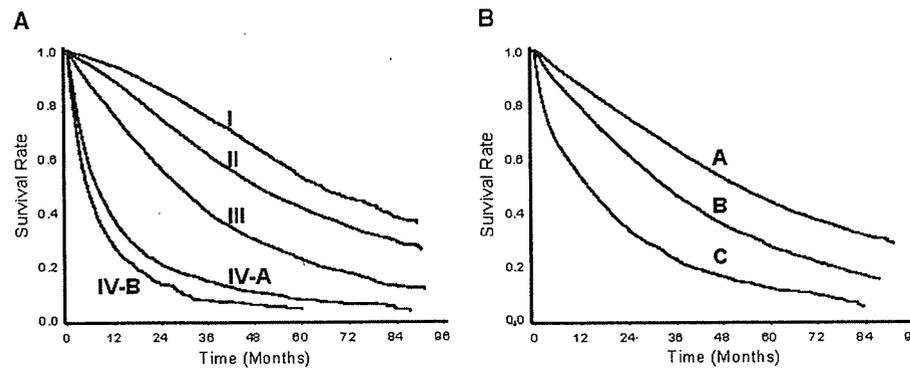 A
Survival Rate
1.0
0.8
0.6
0.4
0.2
0.0
I
II
III
IV-A
IV-B
0 12 24 36 48 60 72 84 96
Time (Months)
B
Survival Rate
1.0
0.8
0.6
0.4
0.2
0,0
A
B
C
0 12 24 36 48 60 72 84 9
Time (Months)